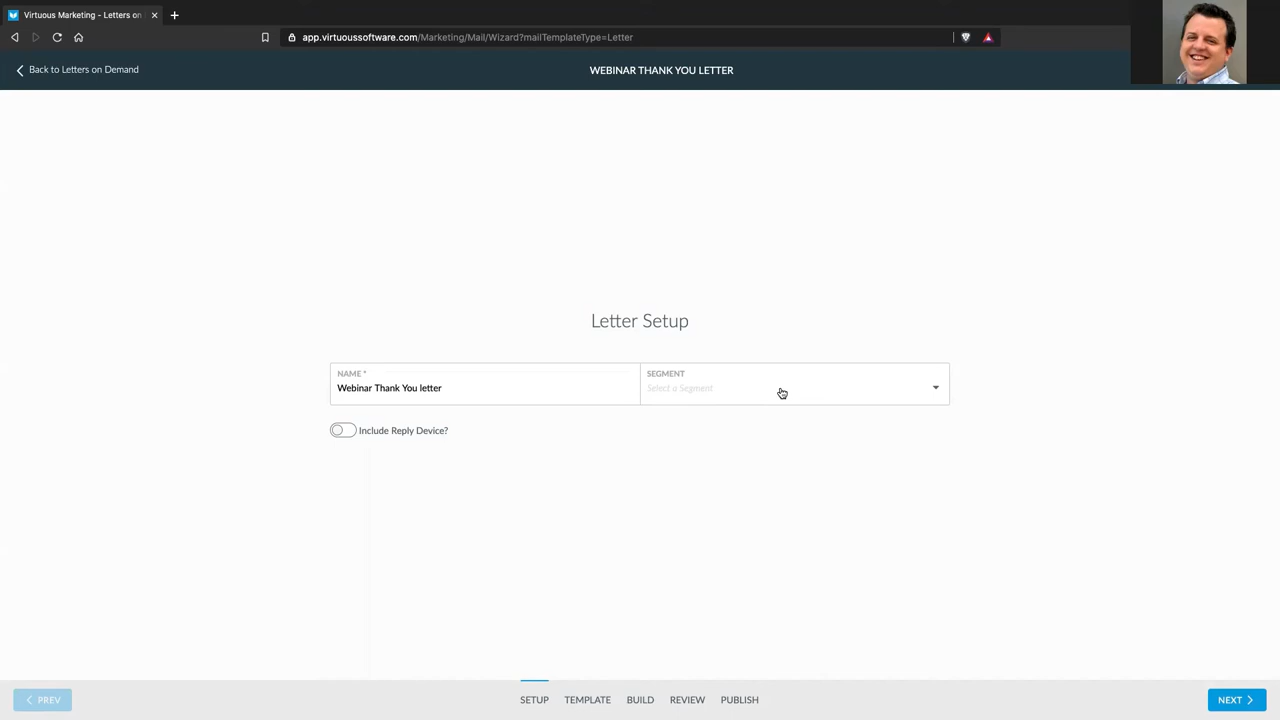 Virtuous Marketing - Letters on
app.virtuoussoftware.com/Marketing/Mail/Wizard?mailTemplateType=Letter
Back to Letters on Demand
WEBINAR THANK YOU LETTER
Letter Setup
NAME *
Webinar Thank You letter
SEGMENT
Select a Segment
Include Reply Device?
PREV
SETUP
TEMPLATE
BUILD
REVIEW
PUBLISH
NEXT